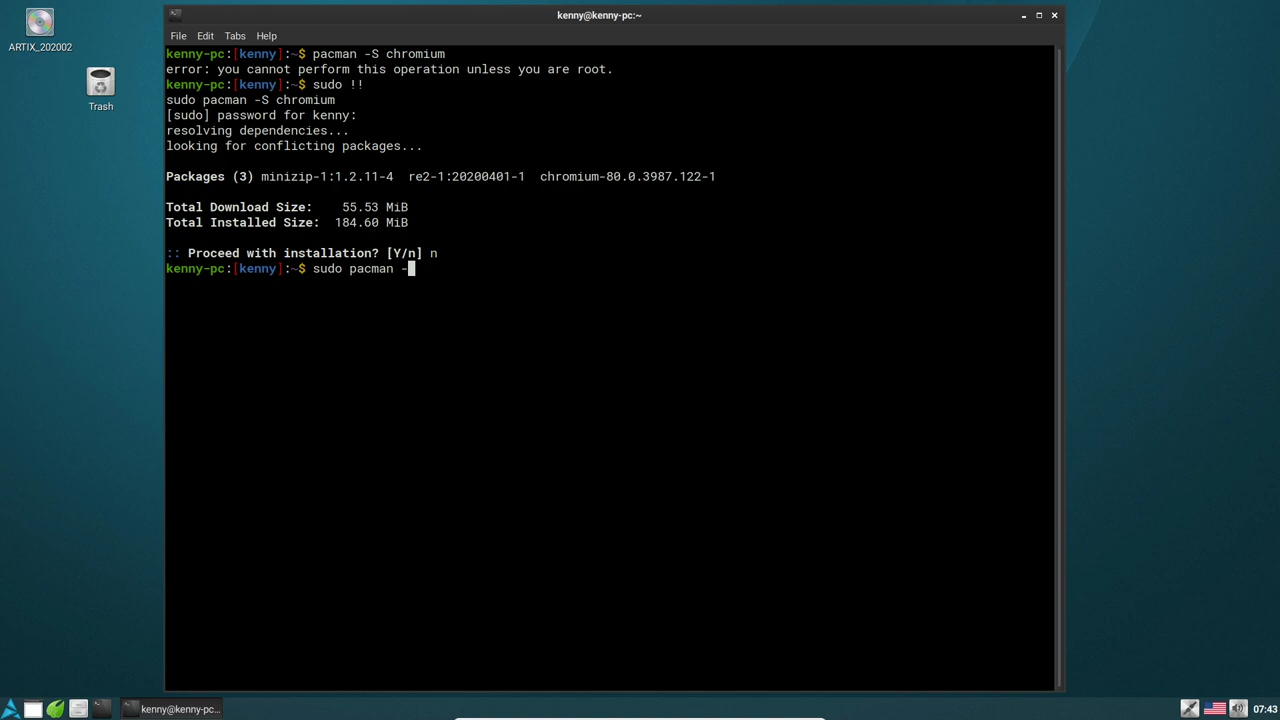 kenny@kenny-pc:~
ARTIX_202002
Trash
File Edit Tabs Help
kenny-pc:[kenny]:~$ pacman -S chromium
error: you cannot perform this operation unless you are root.
kenny-pc:[kenny]:~$ sudo !!
sudo pacman -S chromium
[sudo] password for kenny:
resolving dependencies...
looking for conflicting packages...
Packages (3) minizip-1:1.2.11-4 re2-1:20200401-1 chromium-80.0.3987.122-1
Total Download Size: 55.53 MiB
Total Installed Size: 184.60 MiB
:: Proceed with installation? [Y/n] n
kenny-pc:[kenny]:~$ sudo pacman -
kenny@kenny-pc:...
07:43